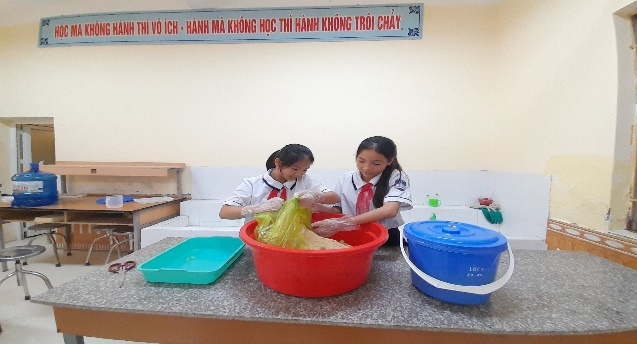 HỌC MÀ KHÔNG HÀNH THÌ VÔ ÍCH - HÀNH MÀ KHÔNG HỌC THÌ HÀNH KHÔNG TRÔI CHẢY